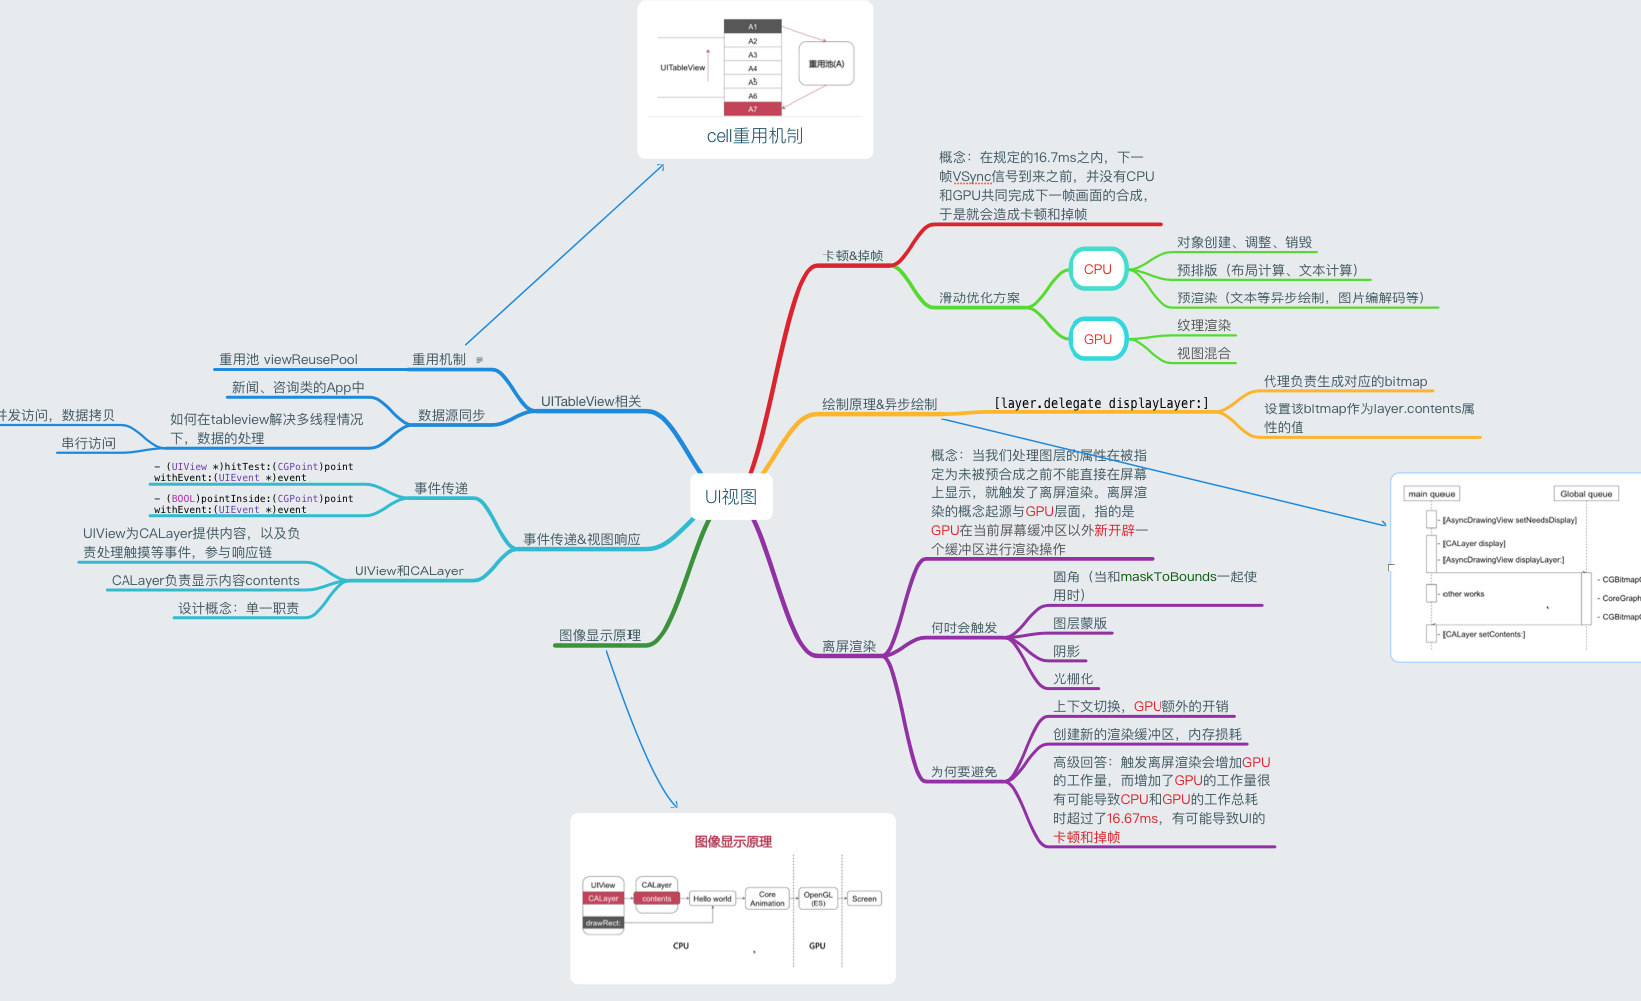 A1
A2
A3
A4
A5
A6
A7
UITableView
重用池(A)
cell重用机制
UI视图
卡顿&掉帧
概念：在规定的16.7ms之内，下一
帧VSync信号到来之前，并没有CPU
和GPU共同完成下一帧画面的合成，
于是就会造成卡顿和掉帧
滑动优化方案
CPU
对象创建、调整、销毁
预排版（布局计算、文本计算）
预渲染（文本等异步绘制，图片编解码等）
GPU
纹理渲染
视图混合
绘制原理&异步绘制
[layer.delegate displayLayer:]
代理负责生成对应的bitmap
设置该bitmap作为layer.contents属
性的值
main queue
Global queue
- [[AsyncDrawingView setNeedsDisplay]
- [[CALayer display]
- [[AsyncDrawingView displayLayer:]
- CGBitmap
- other works
- CoreGraph
- CGBitmap
- [[CALayer setContents:]
离屏渲染
概念：当我们处理图层的属性在被指
定为未被预合成之前不能直接在屏幕
上显示，就触发了离屏渲染。离屏渲
染的概念起源与GPU层面，指的是
GPU在当前屏幕缓冲区以外新开辟一
个缓冲区进行渲染操作
何吋会触发
圆角（当和maskToBounds一起使
用时）
图层蒙版
阴影
光栅化
为何要避免
上下文切换，GPU额外的开销
创建新的渲染缓冲区，内存损耗
高级回答：触发离屏渲染会增加GPU
的工作量，而增加了GPU的工作量很
有可能导致CPU和GPU的工作总耗
时超过了16.67ms，有可能导致UI的
卡顿和掉帧
UITableView相关
重用机制
重用池 viewReusePool
数据源同步
新闻、咨询类的App中
如何在tableview解决多线程情况
下，数据的处理
并发访问，数据拷贝
串行访问
事件传递&视图响应
事件传递
- (UIView *)hitTest:(CGPoint)point
withEvent:(UIEvent *)event
- (BOOL)pointInside:(CGPoint)point
withEvent:(UIEvent *)event
UIView和CALayer
UIView为CALayer提供内容，以及负
责处理触摸等事件，参与响应链
CALayer负责显示内容contents
设计概念：单一职责
图像显示原理
图像显示原理
UIView
CALayer
drawRect:
CALayer
contents
Hello world
Core
Animation
OpenGL
(ES)
Screen
CPU
GPU